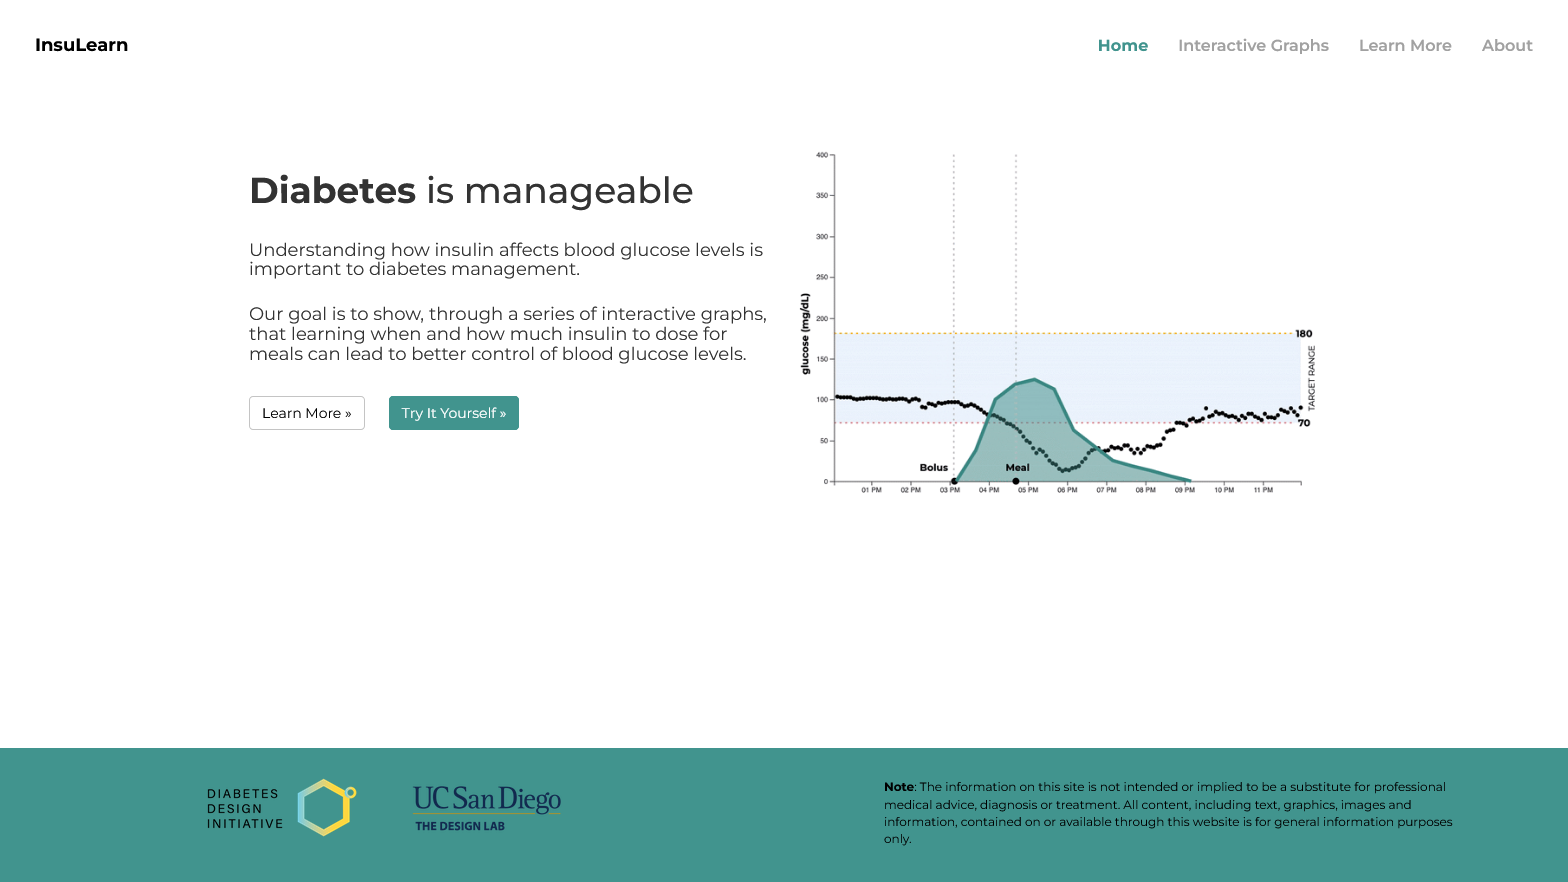 InsuLearn
Home Interactive Graphs Learn More About
Diabetes is manageable
Understanding how insulin affects blood glucose levels is
important to diabetes management.
Our goal is to show, through a series of interactive graphs,
that learning when and how much insulin to dose for
meals can lead to better control of blood glucose levels.
Learn More »
Try It Yourself »
glucose (mg/dL)
400
350
300
250
200
150
100
50
0
180
TARGET RANGE
70
Bolus
Meal
01 PM 02 PM 03 PM 04 PM 05 PM 06 PM 07 PM 08 PM 09 PM 10 PM 11 PM
DIABETES
DESIGN
INITIATIVE
UC San Diego
THE DESIGN LAB
Note: The information on this site is not intended or implied to be a substitute for professional
medical advice, diagnosis or treatment. All content, including text, graphics, images and
information, contained on or available through this website is for general information purposes
only.